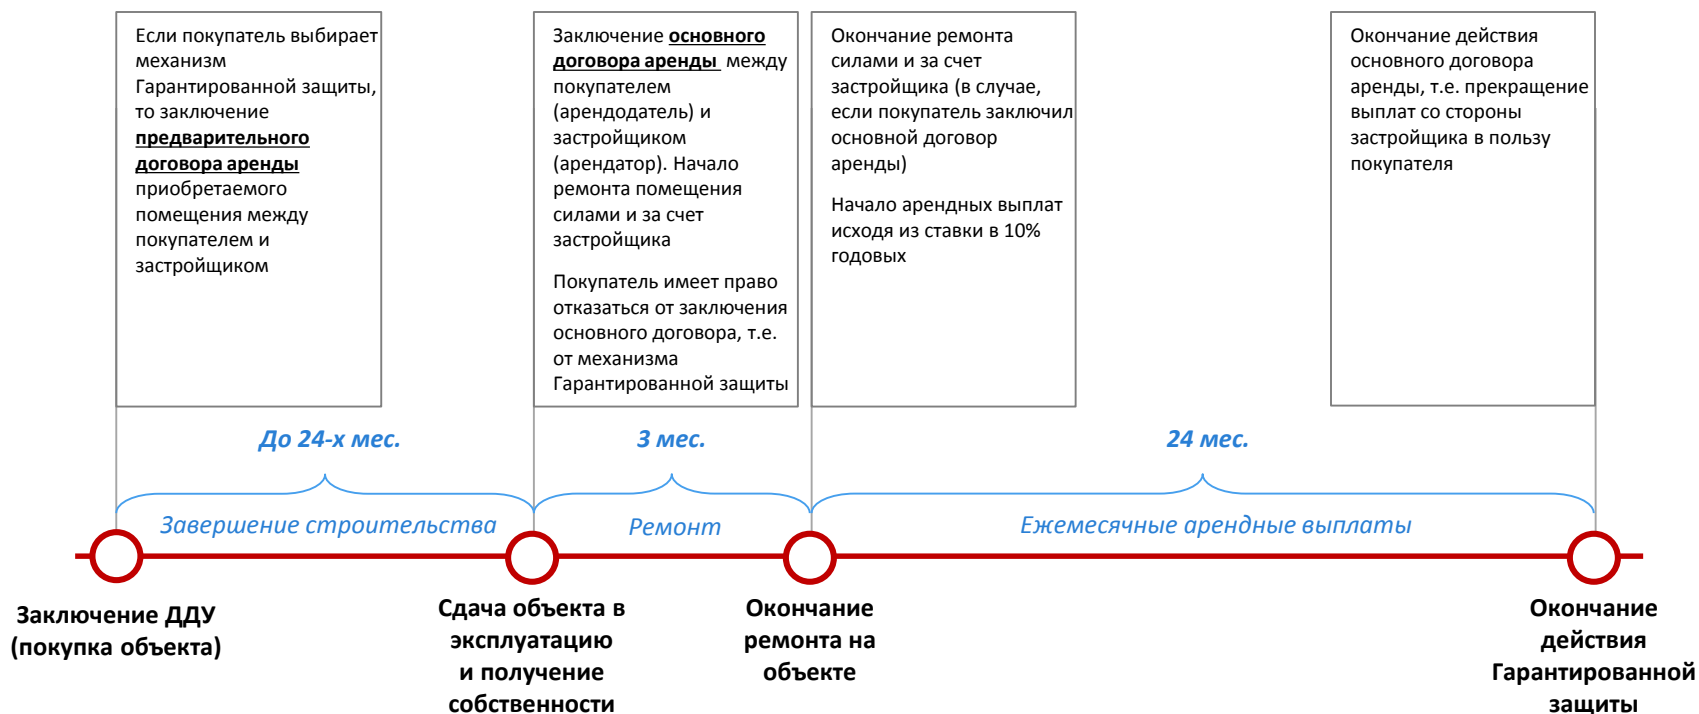 Если покупатель выбирает
механизм
Гарантированной защиты,
то заключение
предварительного
договора аренды
приобретаемого
помещения между
покупателем и
застройщиком
Заключение основного
договора аренды между
покупателем
(арендодатель) и
застройщиком
(арендатор). Начало
ремонта помещения
силами и за счет
застройщика
Покупатель имеет право
отказаться от заключения
основного договора, т.е.
от механизма
Гарантированной защиты
Окончание ремонта
силами и за счет
застройщика (в случае,
если покупатель заключил
основной договор
аренды)
Начало арендных выплат
исходя из ставки в 10%
годовых
Окончание действия
основного договора
аренды, т.е. прекращение
выплат со стороны
застройщика в пользу
покупателя
До 24-х мес.
3 мес.
24 мес.
Завершение строительства
Ремонт
Ежемесячные арендные выплаты
Заключение ДДУ
(покупка объекта)
Сдача объекта в
эксплуатацию
и получение
собственности
Окончание
ремонта на
объекте
Окончание
действия
Гарантированной
защиты